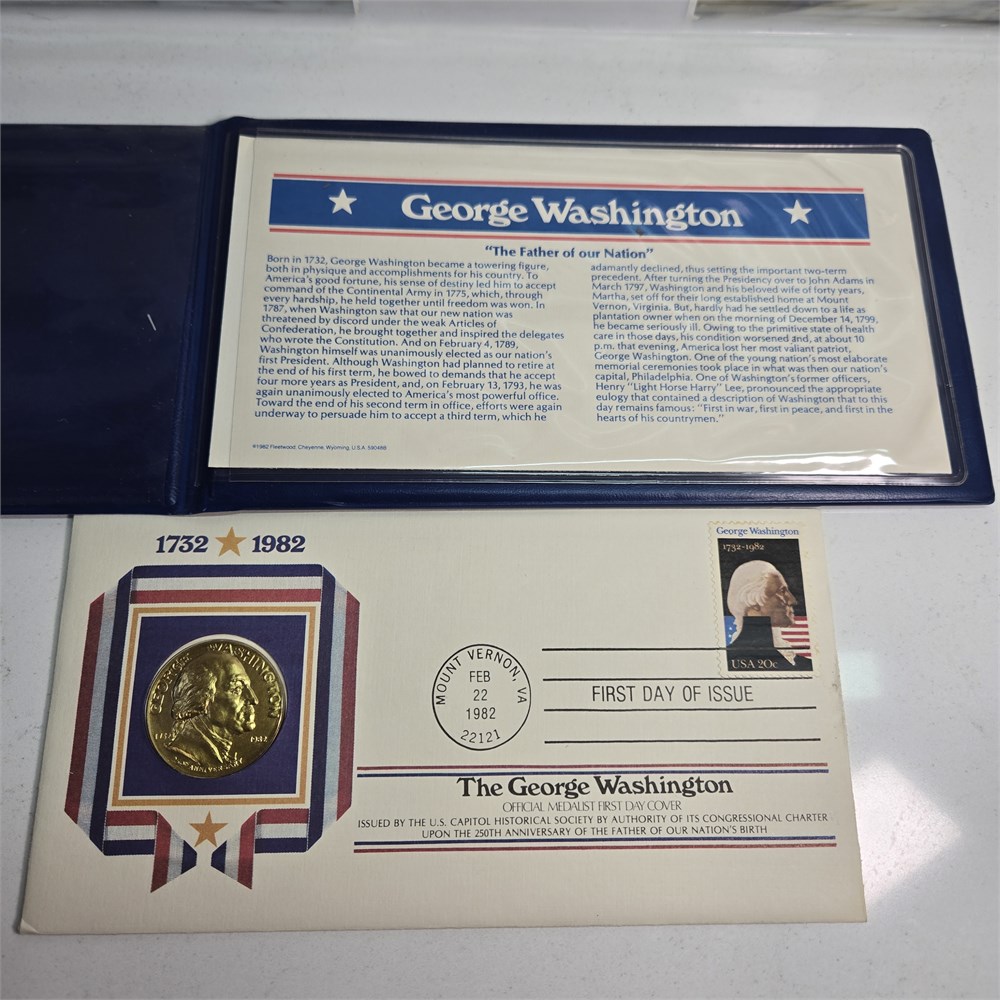 George Washington
"The Father of our Nation"
Born in 1732, George Washington became a towering figure,
both in physique and accomplishments for his country. To
America's good fortune, his sense of destiny led him to accept
command of the Continental Army in 1775, which, through
every hardship, he held together until freedom was won. In
1787, when Washington saw that our new nation was
threatened by discord under the weak Articles of
Confederation, he brought together and inspired the delegates
who wrote the Constitution. And on February 4, 1789,
Washington himself was unanimously elected as our nation's
first President. Although Washington had planned to retire at
the end of his first term, he bowed to demands that he accept
four more years as President, and, on February 13, 1793, he was
again unanimously elected to America's most powerful office.
Toward the end of his second term in office, efforts were again
underway to persuade him to accept a third term, which he
adamantly declined, thus setting the important two-term
precedent. After turning the Presidency over to John Adams in
March 1797, Washington and his beloved wife of forty years,
Martha, set off for their long established home at Mount
Vernon, Virginia. But, hardly had he settled down to a life as
plantation owner when on the morning of December 14, 1799,
he became seriously ill. Owing to the primitive state of health
care in those days, his condition worsened and, at about 10
p.m. that evening, America lost her most valiant patriot,
George Washington. One of the young nation's most elaborate
memorial ceremonies took place in what was then our nation's
capital, Philadelphia. One of Washington's former officers,
Henry "Light Horse Harry" Lee, pronounced the appropriate
eulogy that contained a description of Washington that to this
day remains famous: "First in war, first in peace, and first in the
hearts of his countrymen."
©1982 Fleetwood, Cheyenne, Wyoming, U.S.A. 590466
1732 1982
GEORGE WASHINGTON
1732 1982
ANNIVERSARY
George Washington
1732-1982
USA 20c
MOUNT VERNON, VA
FEB
22
1982
22121
FIRST DAY OF ISSUE
The George Washington
OFFICIAL MEDALIST FIRST DAY COVER
ISSUED BY THE U.S. CAPITOL HISTORICAL SOCIETY BY AUTHORITY OF ITS CONGRESSIONAL CHARTER
UPON THE 250TH ANNIVERSARY OF THE FATHER OF OUR NATION'S BIRTH